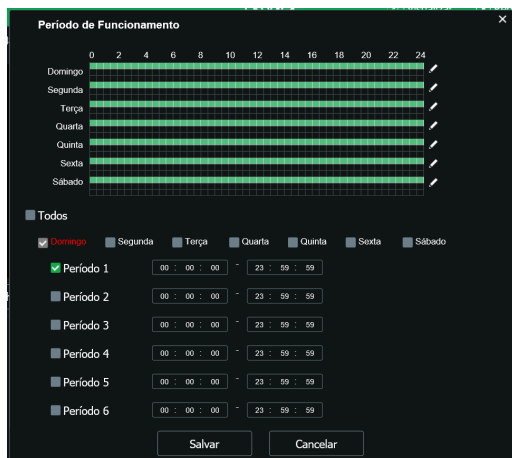 Período de Funcionamento
0 2 4 6 8 10 12 14 16 18 20 22 24
Domingo
Segunda
Terça
Quarta
Quinta
Sexta
Sábado
Todos
Domingo Segunda Terça Quarta Quinta Sexta Sábado
Período 1 00 : 00 : 00 - 23 : 59 : 59
Período 2 00 : 00 : 00 - 23 : 59 : 59
Período 3 00 : 00 : 00 - 23 : 59 : 59
Período 4 00 : 00 : 00 - 23 : 59 : 59
Período 5 00 : 00 : 00 - 23 : 59 : 59
Período 6 00 : 00 : 00 - 23 : 59 : 59
Salvar Cancelar